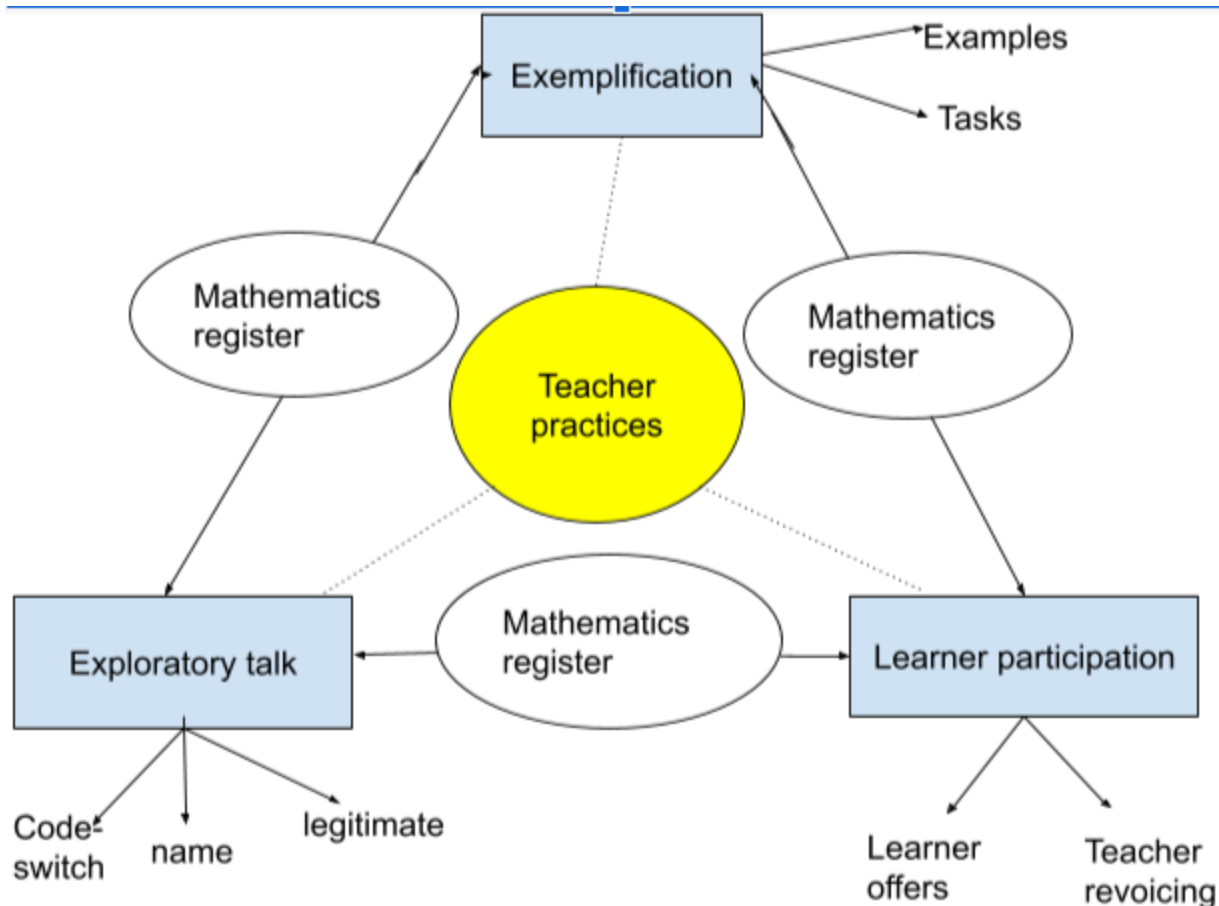 Exemplification
Examples
Tasks
Mathematics
register
Mathematics
register
Teacher
practices
Exploratory talk
Mathematics
register
Learner participation
Code-
switch
name
legitimate
Learner
offers
Teacher
revoicing